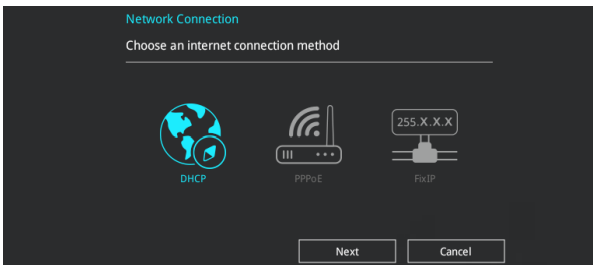 Network Connection
Choose an internet connection method
255.X.X.X
DHCP PPPoE FixIP
Next Cancel